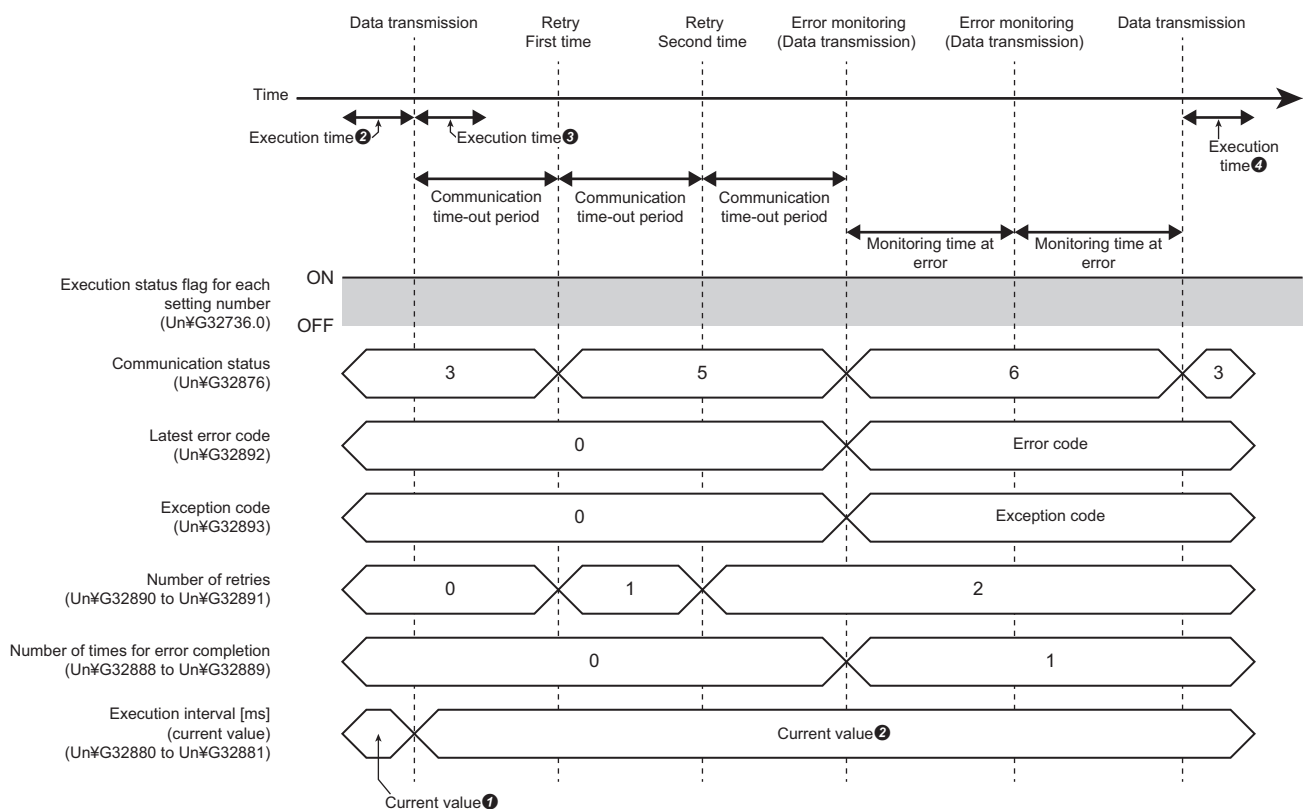 Data transmission
Retry
First time
Retry
Second time
Error monitoring
(Data transmission)
Error monitoring
(Data transmission)
Data transmission
Time
Execution time❷
Execution time❸
Execution
time❹
Communication
time-out period
Communication
time-out period
Communication
time-out period
Monitoring time at
error
Monitoring time at
error
Execution status flag for each
setting number
(Un¥G32736.0)
ON
OFF
Communication status
(Un¥G32876)
3
5
6
3
Latest error code
(Un¥G32892)
0
Error code
Exception code
(Un¥G32893)
0
Exception code
Number of retries
(Un¥G32890 to Un¥G32891)
0
1
2
Number of times for error completion
(Un¥G32888 to Un¥G32889)
0
1
Execution interval [ms]
(current value)
(Un¥G32880 to Un¥G32881)
Current value❷
Current value❶